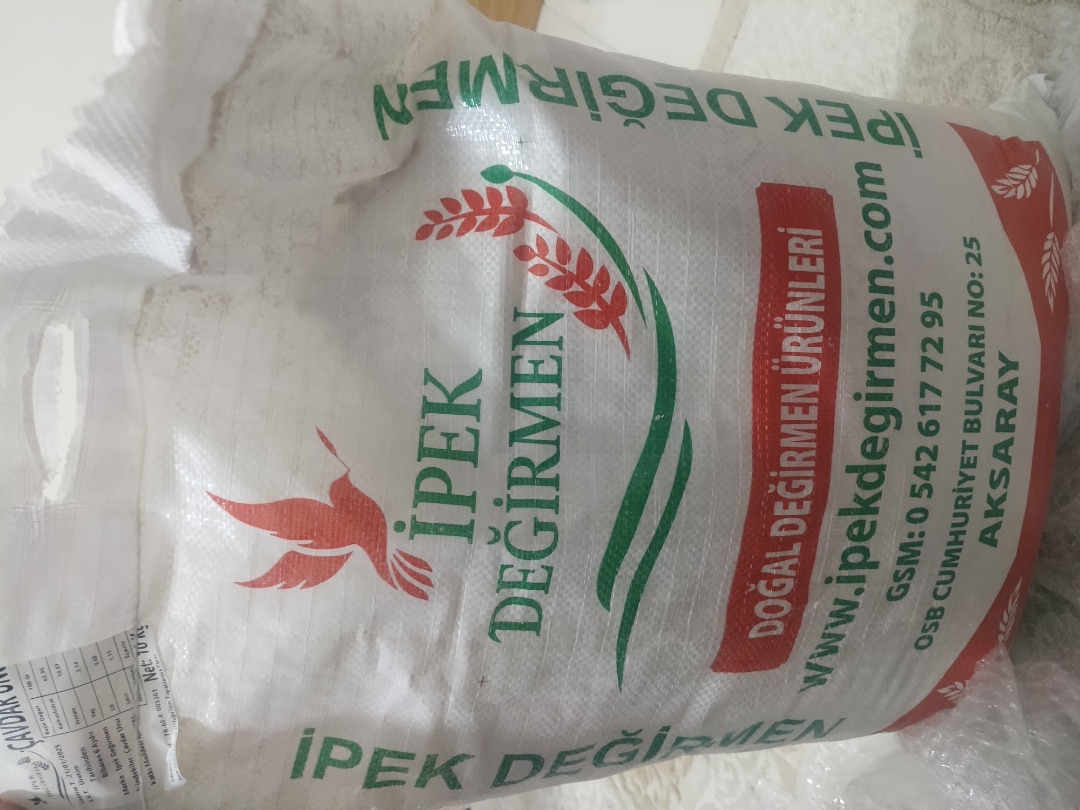 İPEK DEĞİRMEN
İPEK
DEĞİRMEN
DOĞAL DEĞİRMEN ÜRÜNLERİ
www.ipekdegirmen.com
GSM: 0 542 617 72 95
OSB CUMHURİYET BULVARI NO: 25
AKSARAY
İPEK DEĞİRMEN
ÇAVDAR UN
Net: 10 Kg